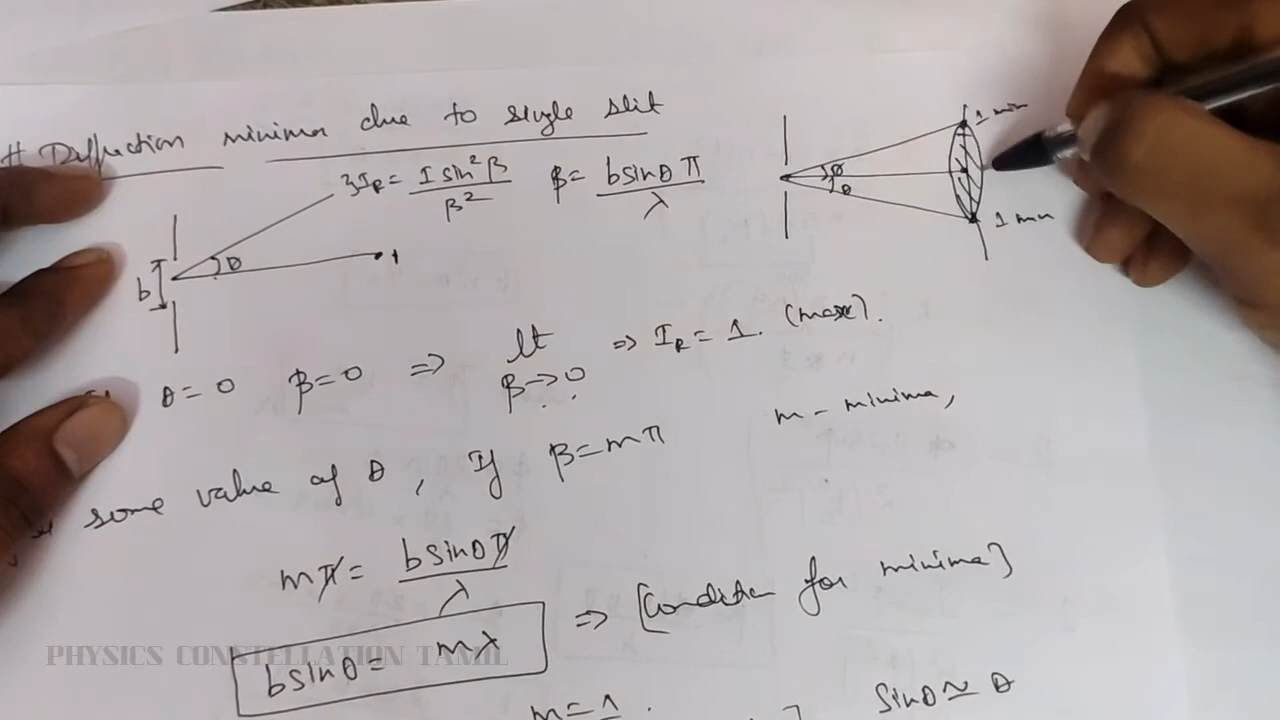 # Diffraction minima due to single slit
I_R = I sin²β / β²    β = b sinθ π / λ
1 min
θ
θ
1 min
b
θ
θ = 0    β = 0    ⇒    lt β→0    ⇒ I_R = 1. (max).
some value of θ, If β = mπ    m - minima,
mπ = b sinθ π / λ
b sinθ = mλ    ⇒ [Condition for minima]
m = 1.    sinθ ≈ θ
PHYSICS CONSTELLATION TAMIL